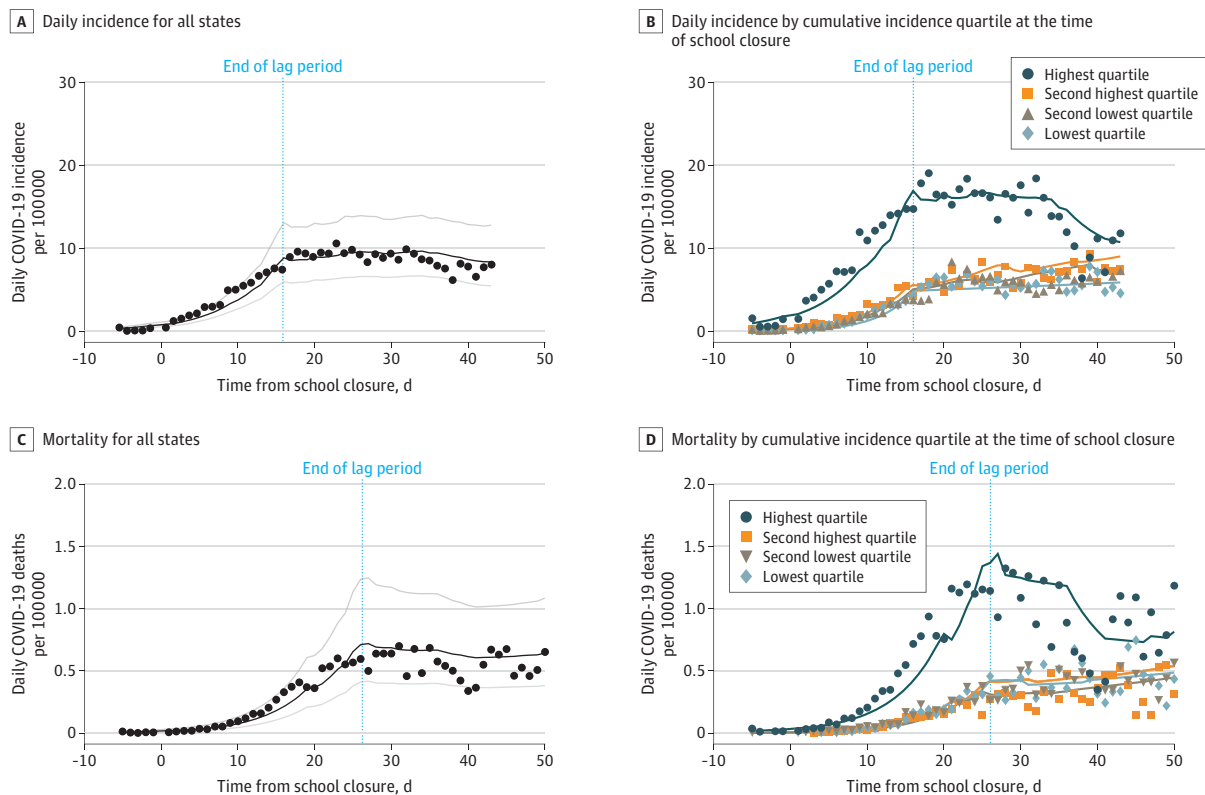 A Daily incidence for all states
End of lag period
30
20
10
0
Daily COVID-19 incidence
per 100000
-10 0 10 20 30 40 50
Time from school closure, d
B Daily incidence by cumulative incidence quartile at the time
of school closure
End of lag period
Highest quartile
Second highest quartile
Second lowest quartile
Lowest quartile
30
20
10
0
Daily COVID-19 incidence
per 100000
-10 0 10 20 30 40 50
Time from school closure, d
C Mortality for all states
End of lag period
2.0
1.5
1.0
0.5
0
Daily COVID-19 deaths
per 100000
-10 0 10 20 30 40 50
Time from school closure, d
D Mortality by cumulative incidence quartile at the time of school closure
End of lag period
Highest quartile
Second highest quartile
Second lowest quartile
Lowest quartile
2.0
1.5
1.0
0.5
0
Daily COVID-19 deaths
per 100000
-10 0 10 20 30 40 50
Time from school closure, d